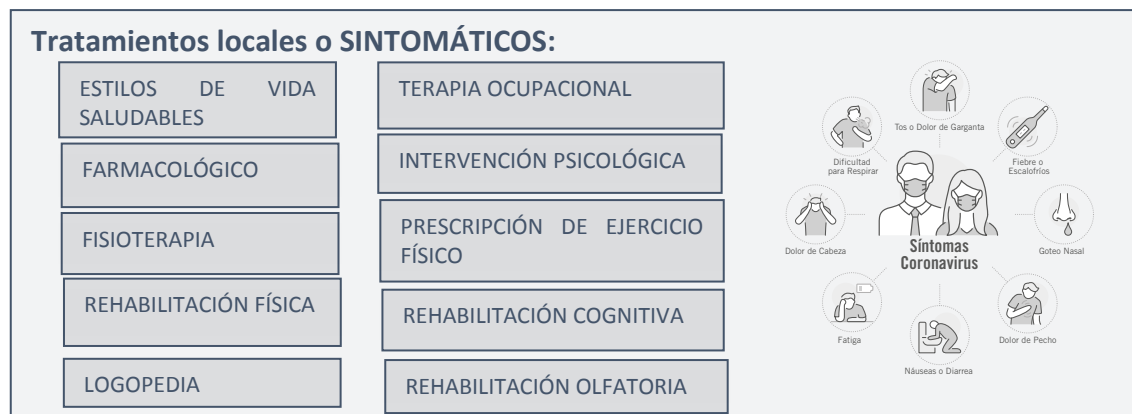 Tratamientos locales o SINTOMÁTICOS:
ESTILOS DE VIDA
SALUDABLES
FARMACOLÓGICO
FISIOTERAPIA
REHABILITACIÓN FÍSICA
LOGOPEDIA
TERAPIA OCUPACIONAL
INTERVENCIÓN PSICOLÓGICA
PRESCRIPCIÓN DE EJERCICIO
FÍSICO
REHABILITACIÓN COGNITIVA
REHABILITACIÓN OLFATORIA
Tos o Dolor de Garganta
Dificultad
para Respirar
Fiebre o
Escalofríos
Dolor de Cabeza
Síntomas
Coronavirus
Goteo Nasal
Fatiga
Náuseas o Diarrea
Dolor de Pecho